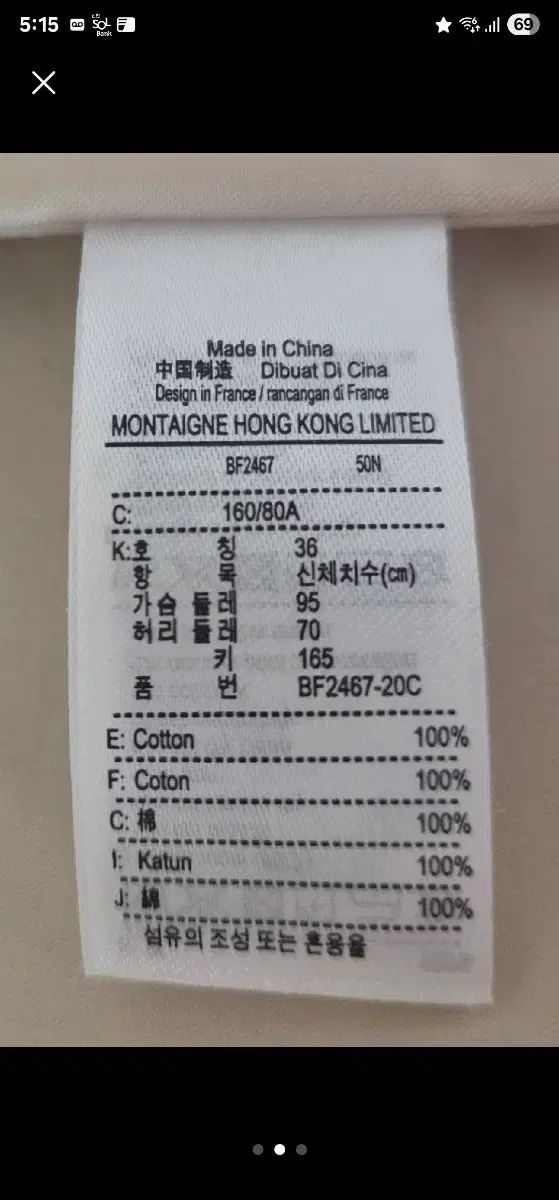 5:15
SOL
Bank
69
Made in China
中国制造 Dibuat Di Cina
Design in France / rancangan di France
MONTAIGNE HONG KONG LIMITED
BF2467 50N
C: 160/80A
K:호 칭 36
항 목 신체치수(cm)
가슴 둘레 95
허리 둘레 70
키 165
품 번 BF2467-20C
E: Cotton 100%
F: Coton 100%
C: 棉 100%
I: Katun 100%
J: 綿 100%
섬유의 조성 또는 혼용율